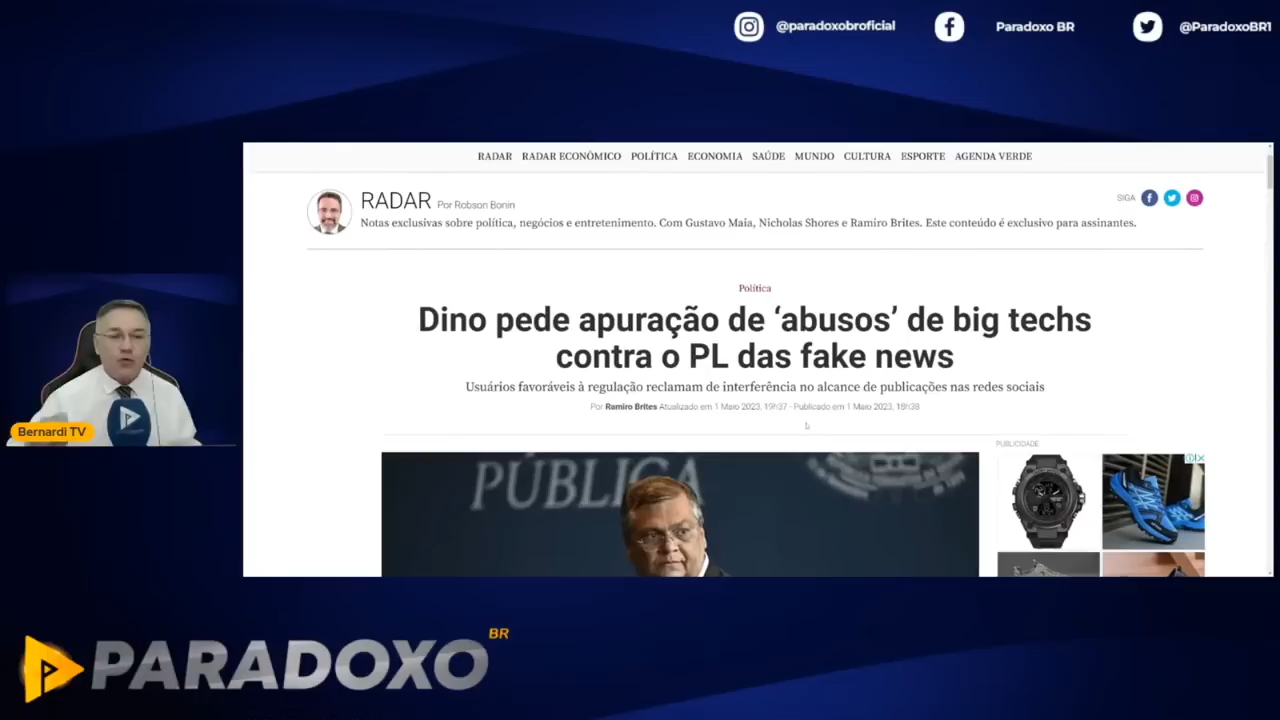 @paradoxobroficial
Paradoxo BR
@ParadoxoBR1
RADAR RADAR ECONÔMICO POLÍTICA ECONOMIA SAÚDE MUNDO CULTURA ESPORTE AGENDA VERDE
RADAR Por Robson Bonin
SIGA
Notas exclusivas sobre política, negócios e entretenimento. Com Gustavo Maia, Nicholas Shores e Ramiro Brites. Este conteúdo é exclusivo para assinantes.
Política
Dino pede apuração de ‘abusos’ de big techs
contra o PL das fake news
Usuários favoráveis à regulação reclamam de interferência no alcance de publicações nas redes sociais
Por Ramiro Brites Atualizado em 1 Maio 2023, 19h37 - Publicado em 1 Maio 2023, 18h38
PUBLICIDADE
PÚBLICA
Bernardi TV
PARADOXO BR